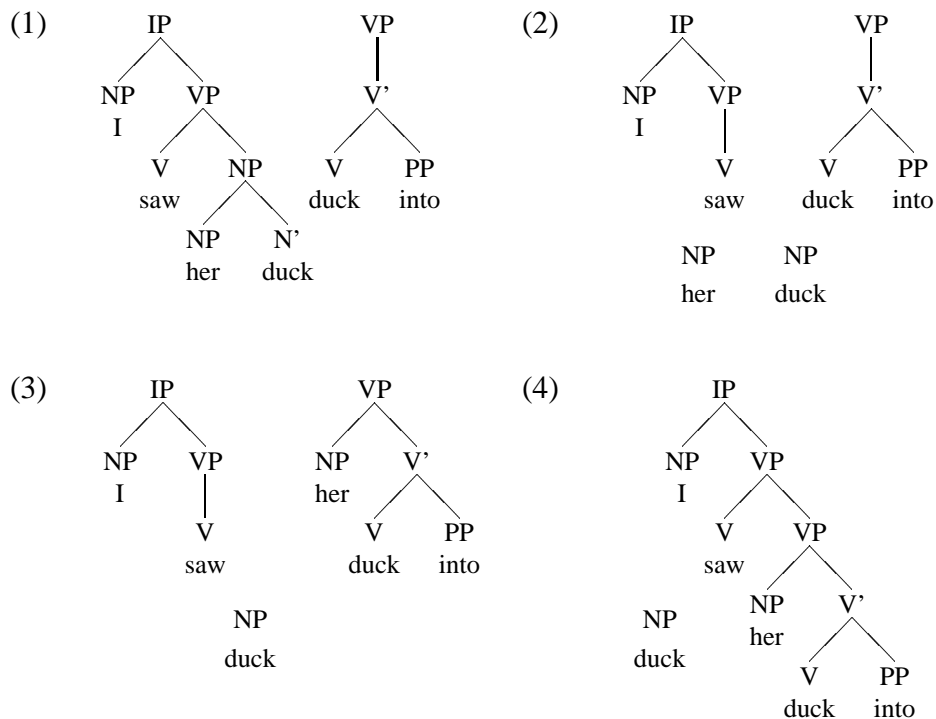 (1) IP VP (2) IP VP
NP VP V’ NP VP V’
I I
V NP V PP V V PP
saw duck into saw duck into
NP N’ NP NP
her duck her duck
(3) IP VP (4) IP
NP VP NP V’ NP VP
I her I
V V PP V VP
saw duck into saw
NP NP NP V’
duck duck her
V PP
duck into